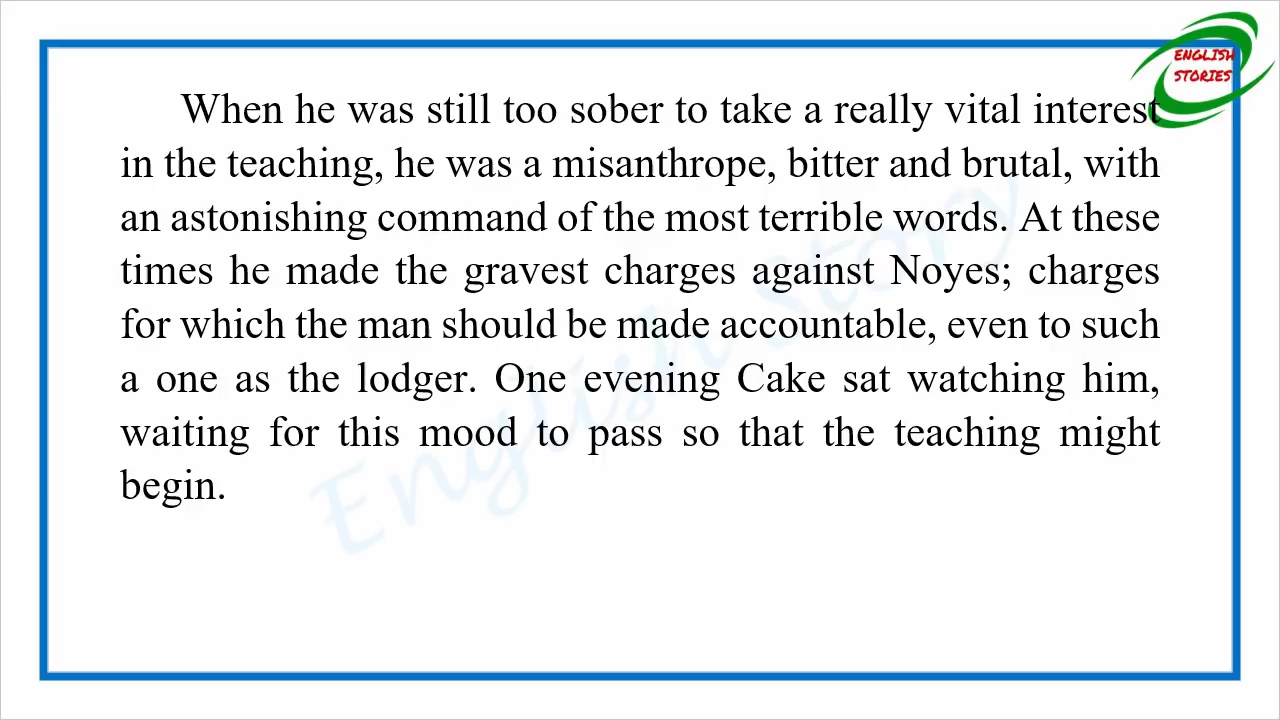 ENGLISH
STORIES
When he was still too sober to take a really vital interest
in the teaching, he was a misanthrope, bitter and brutal, with
an astonishing command of the most terrible words. At these
times he made the gravest charges against Noyes; charges
for which the man should be made accountable, even to such
a one as the lodger. One evening Cake sat watching him,
waiting for this mood to pass so that the teaching might
begin.
English Story